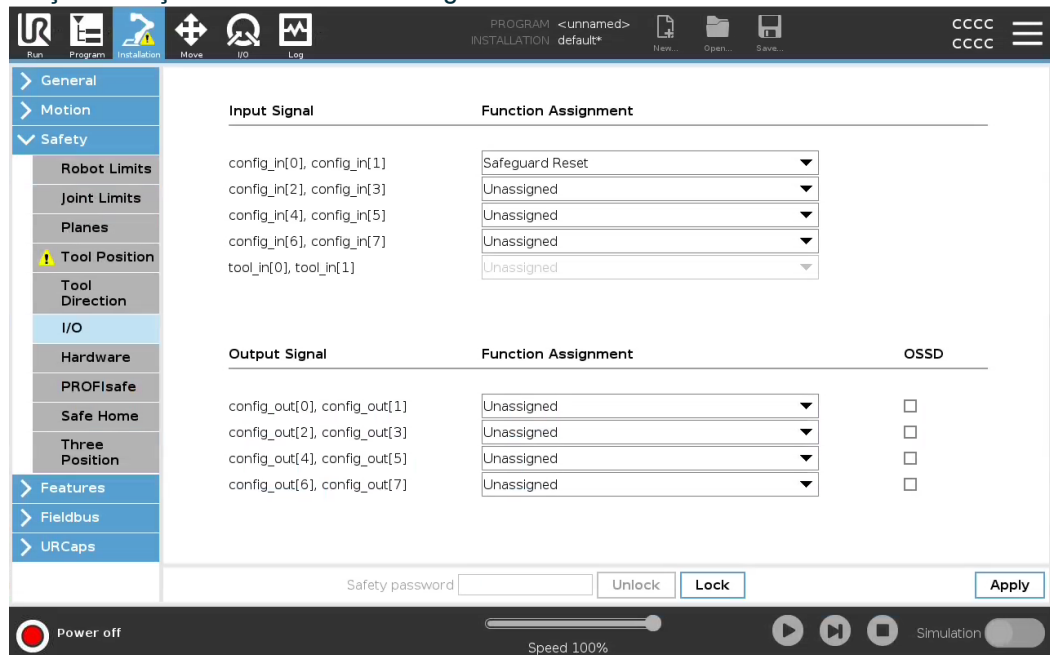 PROGRAM <unnamed>
INSTALLATION default*
Run Program Installation Move I/O Log New... Open... Save...
cccc
cccc
General
Motion
Safety
Robot Limits
Joint Limits
Planes
Tool Position
Tool
Direction
I/O
Hardware
PROFIsafe
Safe Home
Three
Position
Features
Fieldbus
URCaps
Input Signal Function Assignment
config_in[0], config_in[1] Safeguard Reset
config_in[2], config_in[3] Unassigned
config_in[4], config_in[5] Unassigned
config_in[6], config_in[7] Unassigned
tool_in[0], tool_in[1] Unassigned
Output Signal Function Assignment OSSD
config_out[0], config_out[1] Unassigned
config_out[2], config_out[3] Unassigned
config_out[4], config_out[5] Unassigned
config_out[6], config_out[7] Unassigned
Safety password Unlock Lock Apply
Power off Speed 100% Simulation